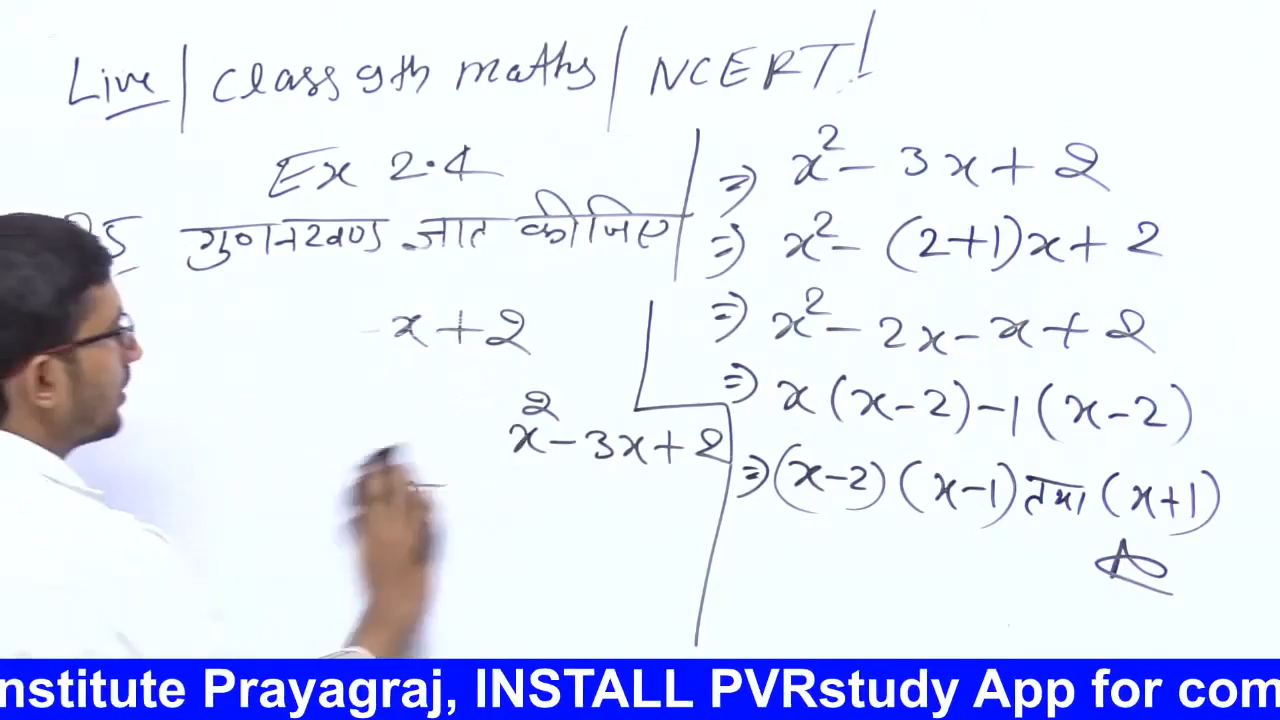 Live | Class 9th maths / NCERT!
Ex 2.4
5 गुणनखण्ड ज्ञात कीजिए
x + 2
x² - 3x + 2
⇒ x² - 3x + 2
⇒ x² - (2+1)x + 2
⇒ x² - 2x - x + 2
⇒ x(x-2) -1(x-2)
⇒ (x-2) (x-1) तथा (x+1)
nstitute Prayagraj, INSTALL PVRstudy App for com